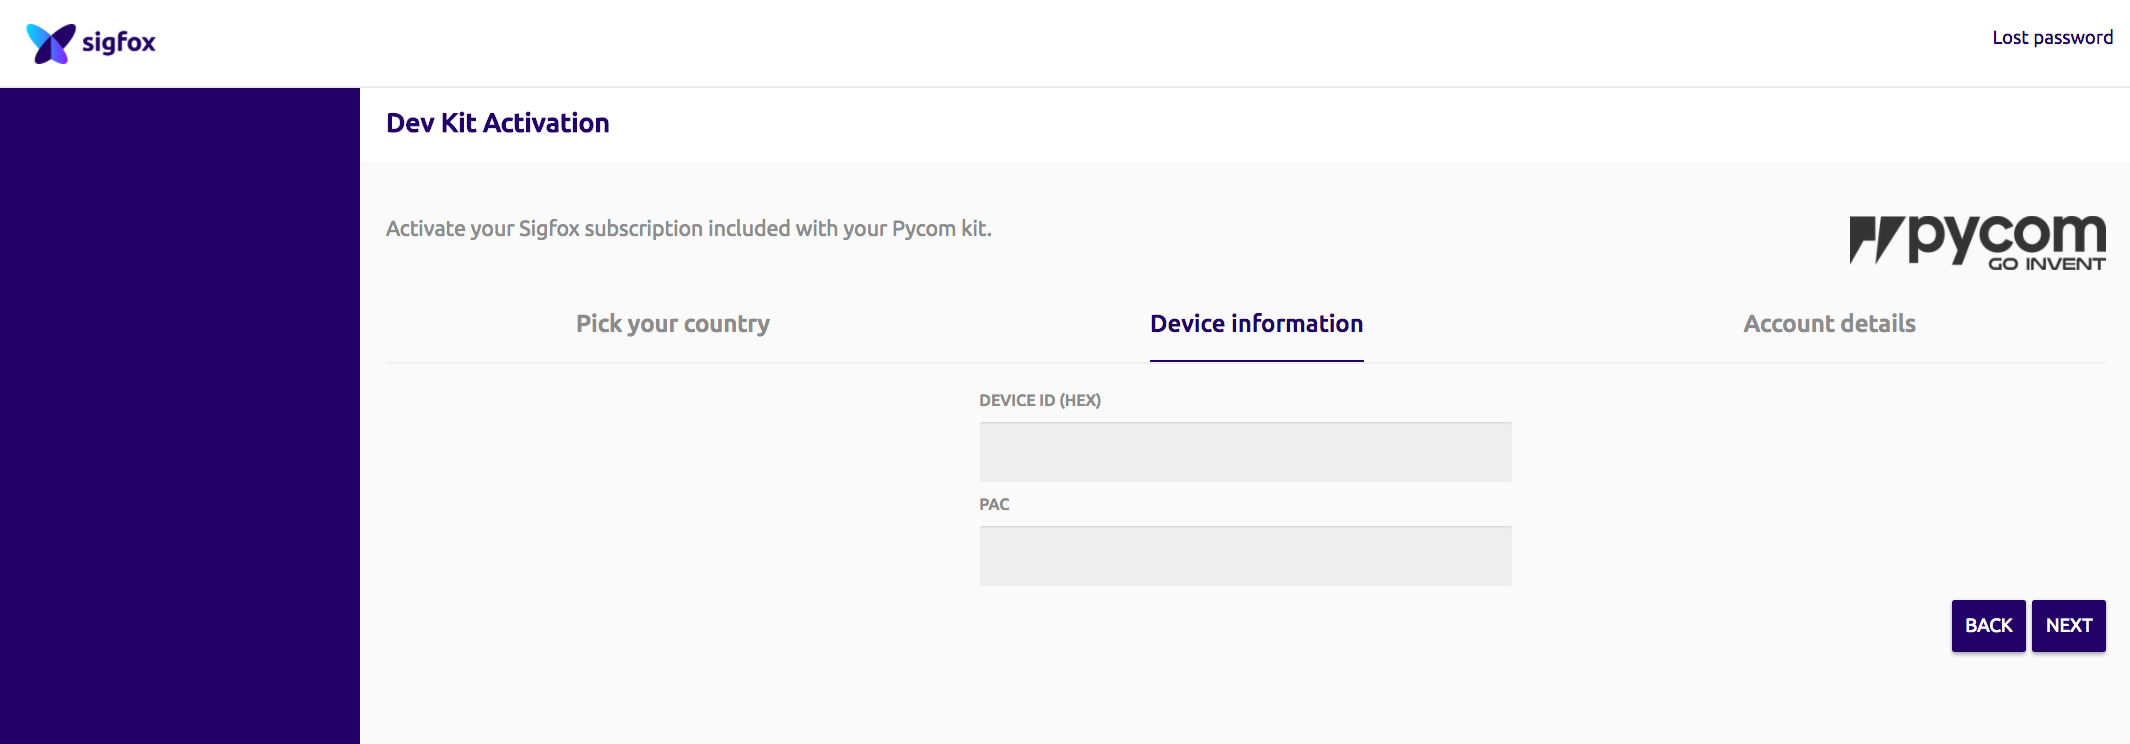 sigfox
Lost password
Dev Kit Activation
Activate your Sigfox subscription included with your Pycom kit.
pycom
GO INVENT
Pick your country
Device information
Account details
DEVICE ID (HEX)
PAC
BACK
NEXT